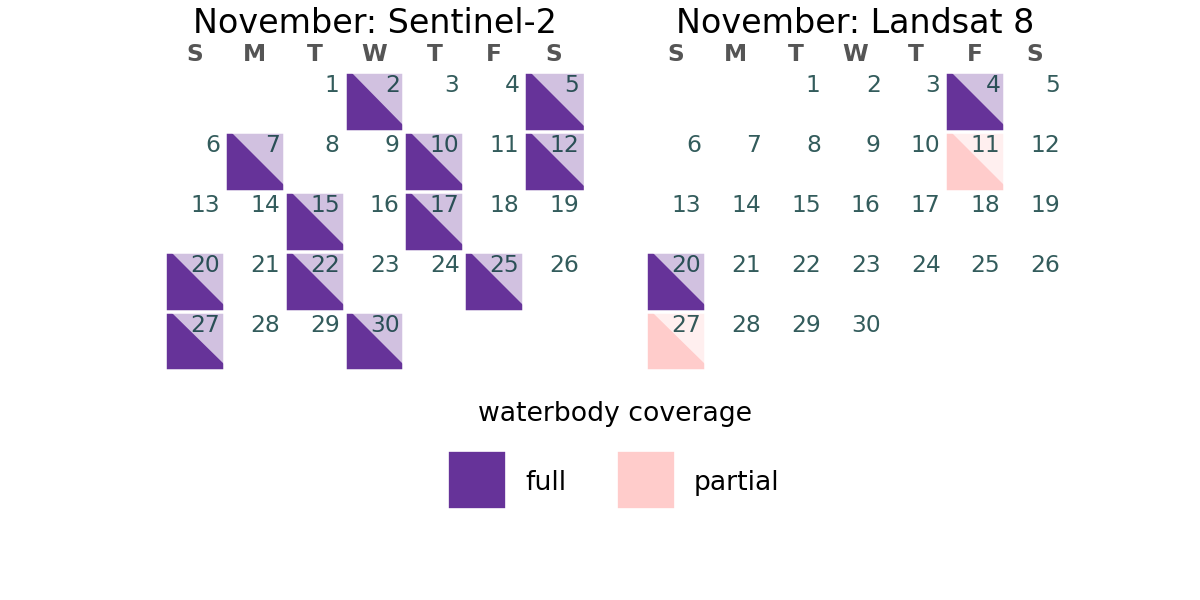 November: Sentinel-2
S M T W T F S
1 2 3 4 5
6 7 8 9 10 11 12
13 14 15 16 17 18 19
20 21 22 23 24 25 26
27 28 29 30
November: Landsat 8
S M T W T F S
1 2 3 4 5
6 7 8 9 10 11 12
13 14 15 16 17 18 19
20 21 22 23 24 25 26
27 28 29 30
waterbody coverage
full partial